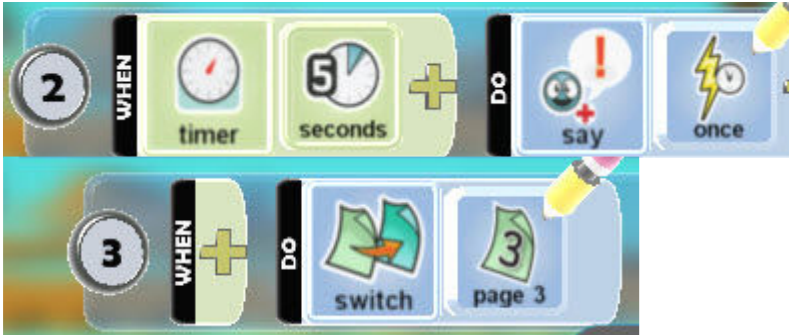 2 WHEN timer 5 seconds DO say ! once
3 WHEN DO switch 3 page 3